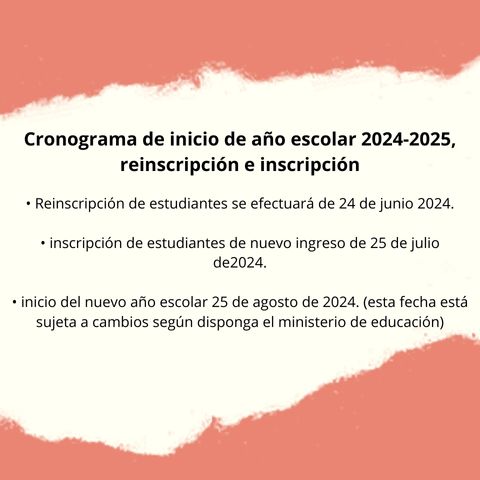 Cronograma de inicio de año escolar 2024-2025,
reinscripción e inscripción
• Reinscripción de estudiantes se efectuará de 24 de junio 2024.
• inscripción de estudiantes de nuevo ingreso de 25 de julio
de2024.
• inicio del nuevo año escolar 25 de agosto de 2024. (esta fecha está
sujeta a cambios según disponga el ministerio de educación)